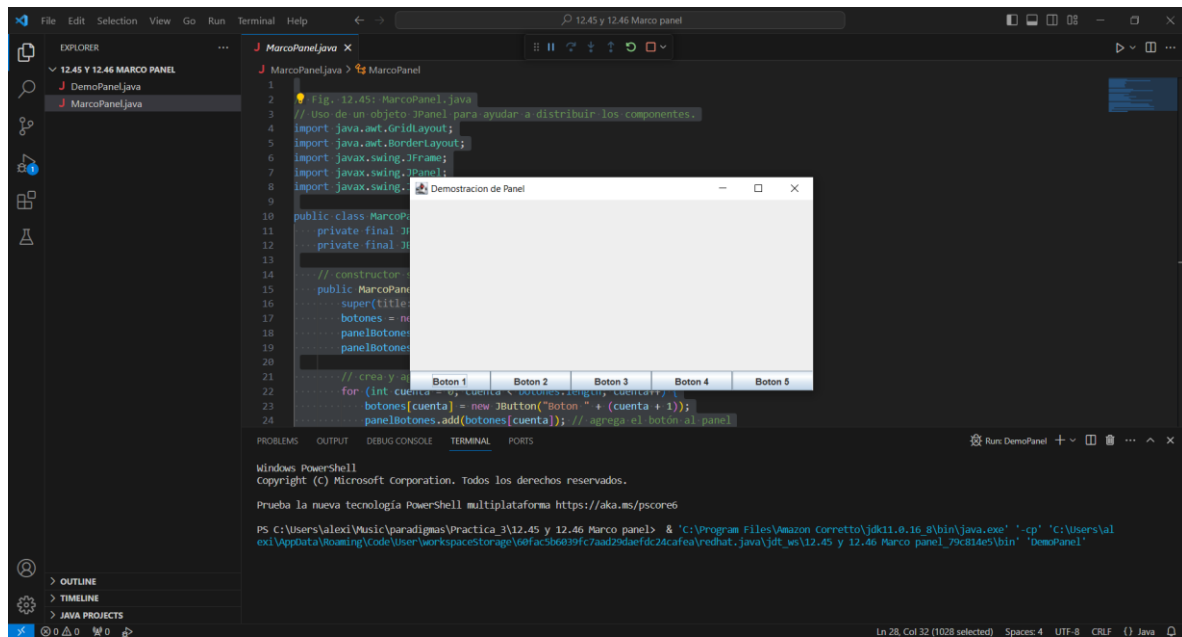 File Edit Selection View Go Run Terminal Help
12.45 y 12.46 Marco panel
EXPLORER
12.45 Y 12.46 MARCO PANEL
J DemoPanel.java
J MarcoPanel.java
OUTLINE
TIMELINE
JAVA PROJECTS
J MarcoPanel.java
J MarcoPanel.java > MarcoPanel
1
2 Fig. 12.45: MarcoPanel.java
3 // Uso de un objeto JPanel para ayudar a distribuir los componentes.
4 import java.awt.GridLayout;
5 import java.awt.BorderLayout;
6 import javax.swing.JFrame;
7 import javax.swing.JPanel;
8 import javax.swing.
9
10 public class MarcoPa
11 private final JP
12 private final JB
13
14 // constructor s
15 public MarcoPane
16 super(title:
17 botones = ne
18 panelBotones
19 panelBotones
20
21 // crea y ag
22 for (int cuenta = 0; cuenta < botones.length; cuenta++) {
23 botones[cuenta] = new JButton("Boton " + (cuenta + 1));
24 panelBotones.add(botones[cuenta]); // agrega el botón al panel
Demostracion de Panel
Boton 1 Boton 2 Boton 3 Boton 4 Boton 5
PROBLEMS OUTPUT DEBUG CONSOLE TERMINAL PORTS
Run: DemoPanel
Windows PowerShell
Copyright (C) Microsoft Corporation. Todos los derechos reservados.
Prueba la nueva tecnología PowerShell multiplataforma https://aka.ms/pscore6
PS C:\Users\alexi\Music\paradigmas\Practica_3\12.45 y 12.46 Marco panel> & 'C:\Program Files\Amazon Corretto\jdk11.0.16_8\bin\java.exe' '-cp' 'C:\Users\al
exi\AppData\Roaming\Code\User\workspaceStorage\60fac5b6039fc7aad29daefdc24cafea\redhat.java\jdt_ws\12.45 y 12.46 Marco panel_79c814e5\bin' 'DemoPanel'
0 0 0 Ln 28, Col 32 (1028 selected) Spaces: 4 UTF-8 CRLF {} Java